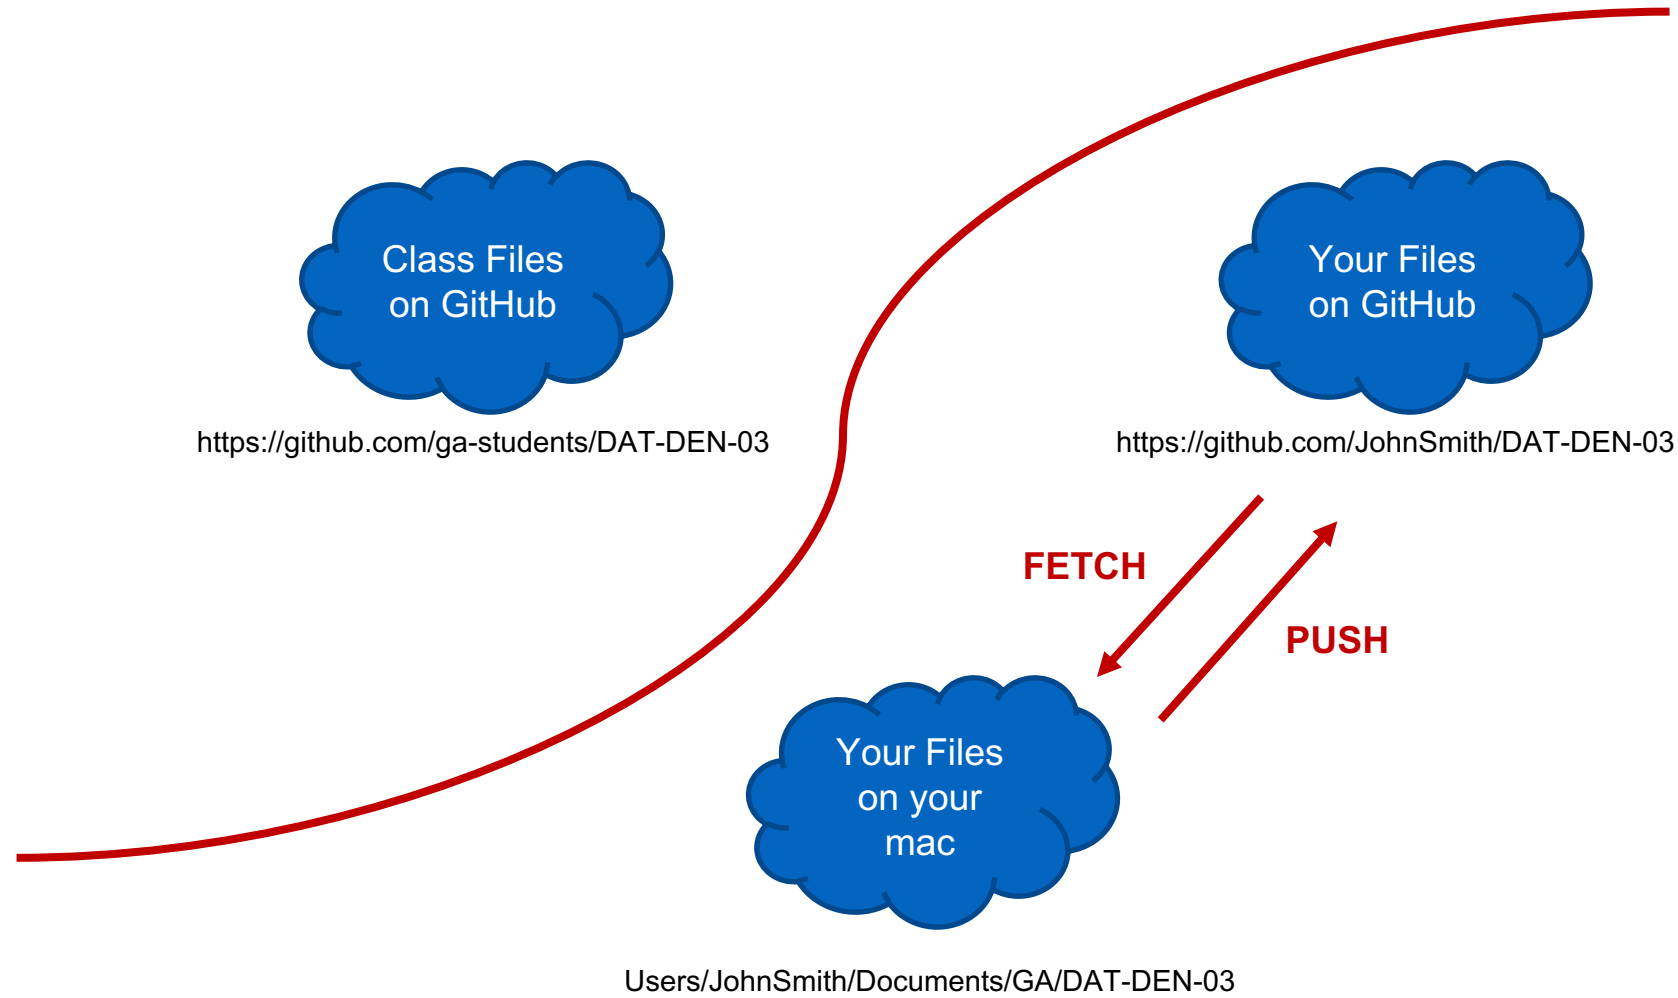 Class Files
on GitHub
https://github.com/ga-students/DAT-DEN-03
Your Files
on GitHub
https://github.com/JohnSmith/DAT-DEN-03
FETCH
PUSH
Your Files
on your
mac
Users/JohnSmith/Documents/GA/DAT-DEN-03